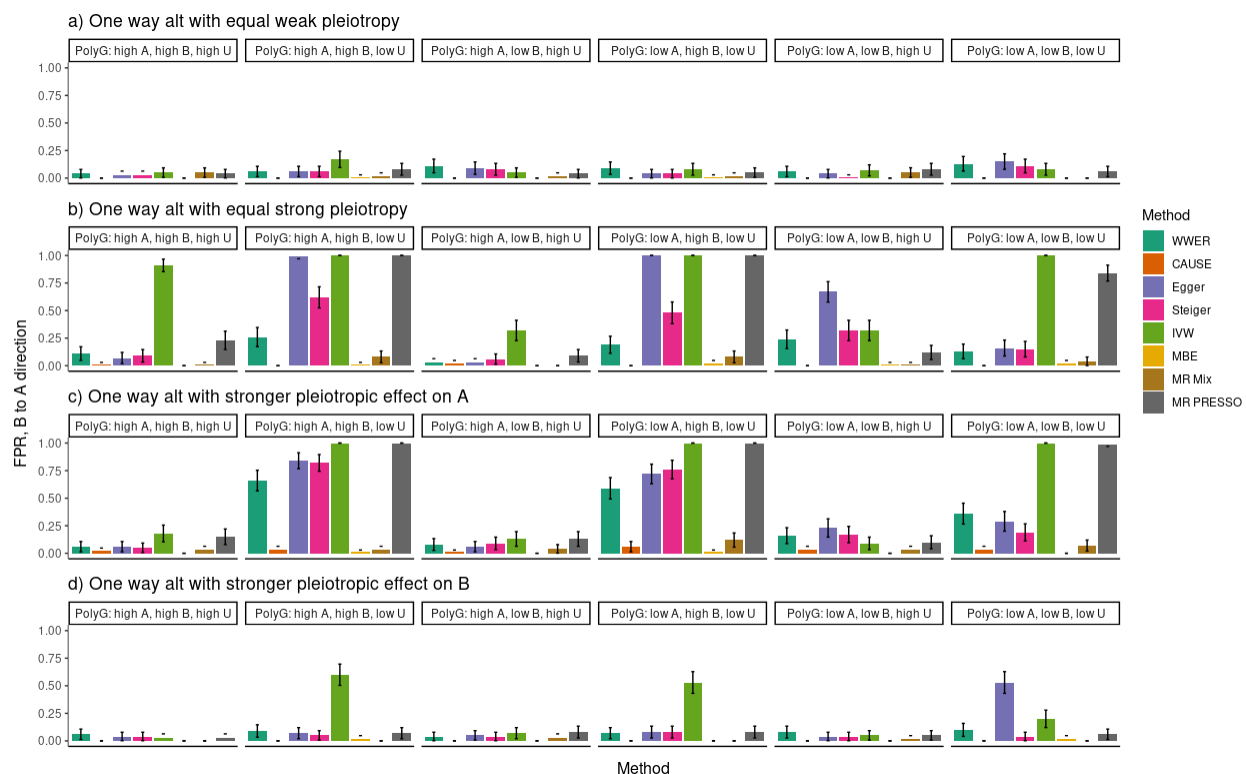 a) One way alt with equal weak pleiotropy
PolyG: high A, high B, high U
PolyG: high A, high B, low U
PolyG: high A, low B, high U
PolyG: low A, high B, low U
PolyG: low A, low B, high U
PolyG: low A, low B, low U
1.00
0.75
0.50
0.25
0.00
b) One way alt with equal strong pleiotropy
PolyG: high A, high B, high U
PolyG: high A, high B, low U
PolyG: high A, low B, high U
PolyG: low A, high B, low U
PolyG: low A, low B, high U
PolyG: low A, low B, low U
1.00
0.75
0.50
0.25
0.00
c) One way alt with stronger pleiotropic effect on A
PolyG: high A, high B, high U
PolyG: high A, high B, low U
PolyG: high A, low B, high U
PolyG: low A, high B, low U
PolyG: low A, low B, high U
PolyG: low A, low B, low U
1.00
0.75
0.50
0.25
0.00
d) One way alt with stronger pleiotropic effect on B
PolyG: high A, high B, high U
PolyG: high A, high B, low U
PolyG: high A, low B, high U
PolyG: low A, high B, low U
PolyG: low A, low B, high U
PolyG: low A, low B, low U
1.00
0.75
0.50
0.25
0.00
FPR, B to A direction
Method
Method
WWER
CAUSE
Egger
Steiger
IVW
MBE
MR Mix
MR PRESSO